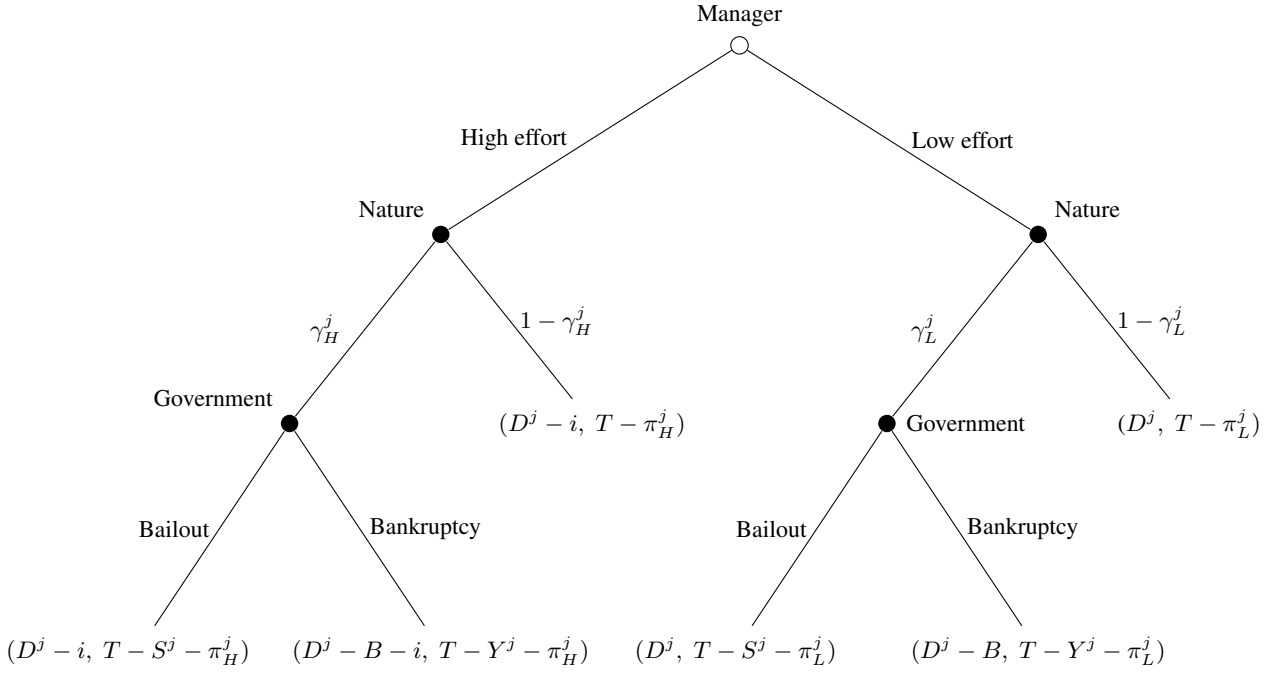 Manager
High effort
Low effort
Nature
Nature
γ_H^j
1 − γ_H^j
γ_L^j
1 − γ_L^j
Government
(D^j − i, T − π_H^j)
Government
(D^j, T − π_L^j)
Bailout
Bankruptcy
Bailout
Bankruptcy
(D^j − i, T − S^j − π_H^j)
(D^j − B − i, T − Y^j − π_H^j)
(D^j, T − S^j − π_L^j)
(D^j − B, T − Y^j − π_L^j)